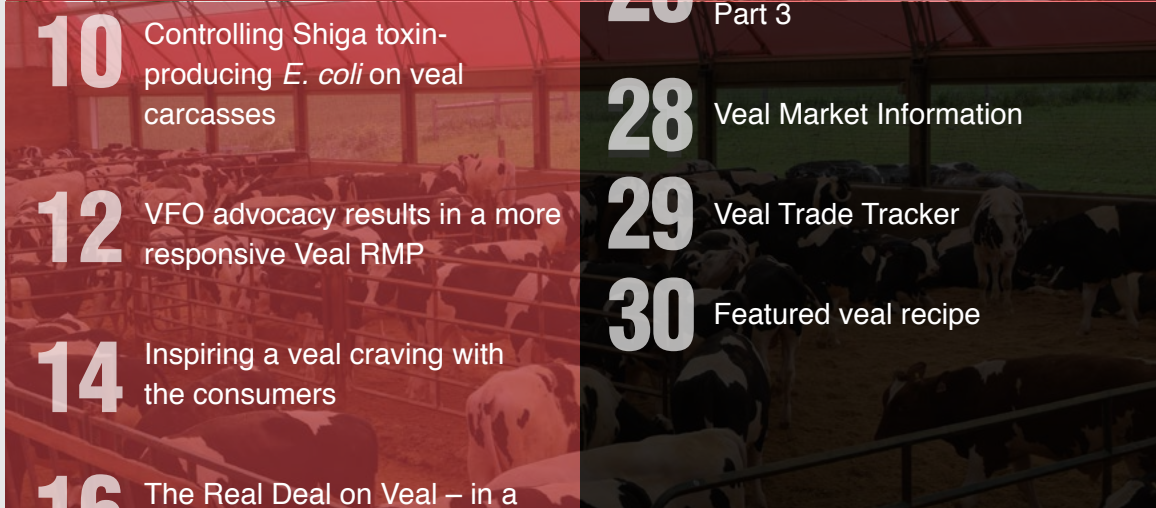 10
Controlling Shiga toxin-
producing E. coli on veal
carcasses
12
VFO advocacy results in a more
responsive Veal RMP
14
Inspiring a veal craving with
the consumers
16
The Real Deal on Veal – in a
Part 3
28
Veal Market Information
29
Veal Trade Tracker
30
Featured veal recipe